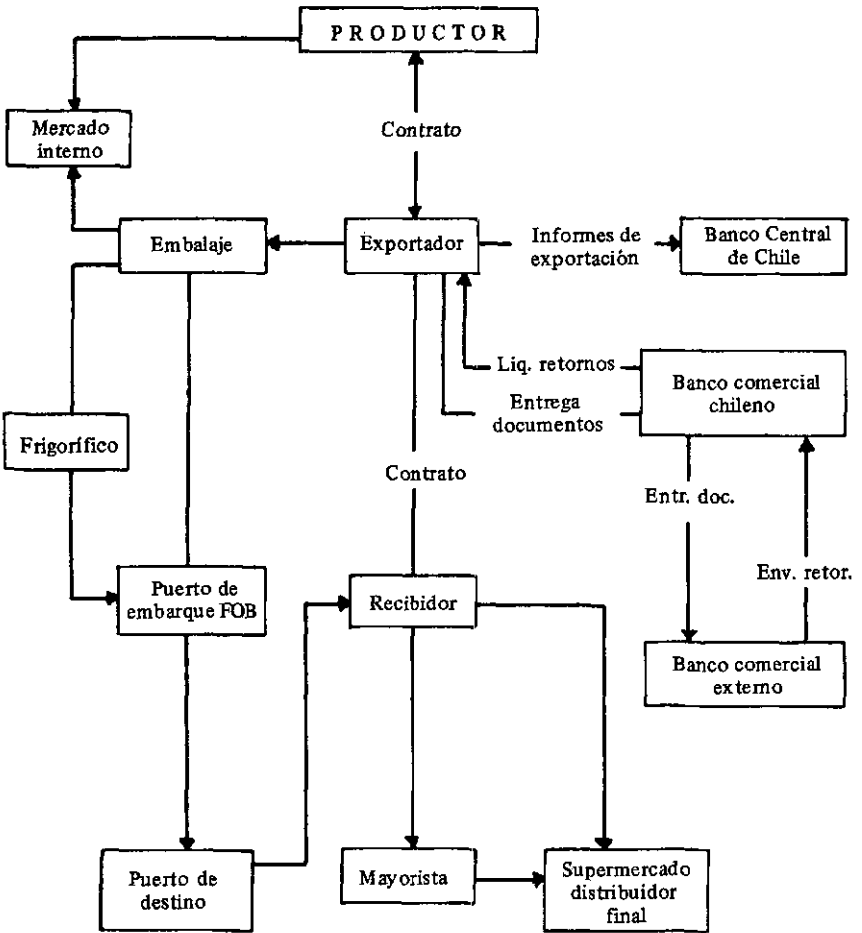 PRODUCTOR
Mercado
interno
Contrato
Embalaje
Exportador
Informes de
exportación
Banco Central
de Chile
Liq. retornos
Entrega
documentos
Banco comercial
chileno
Frigorífico
Contrato
Entr. doc.
Env. retor.
Puerto de
embarque FOB
Recibidor
Banco comercial
externo
Puerto de
destino
Mayorista
Supermercado
distribuidor
final